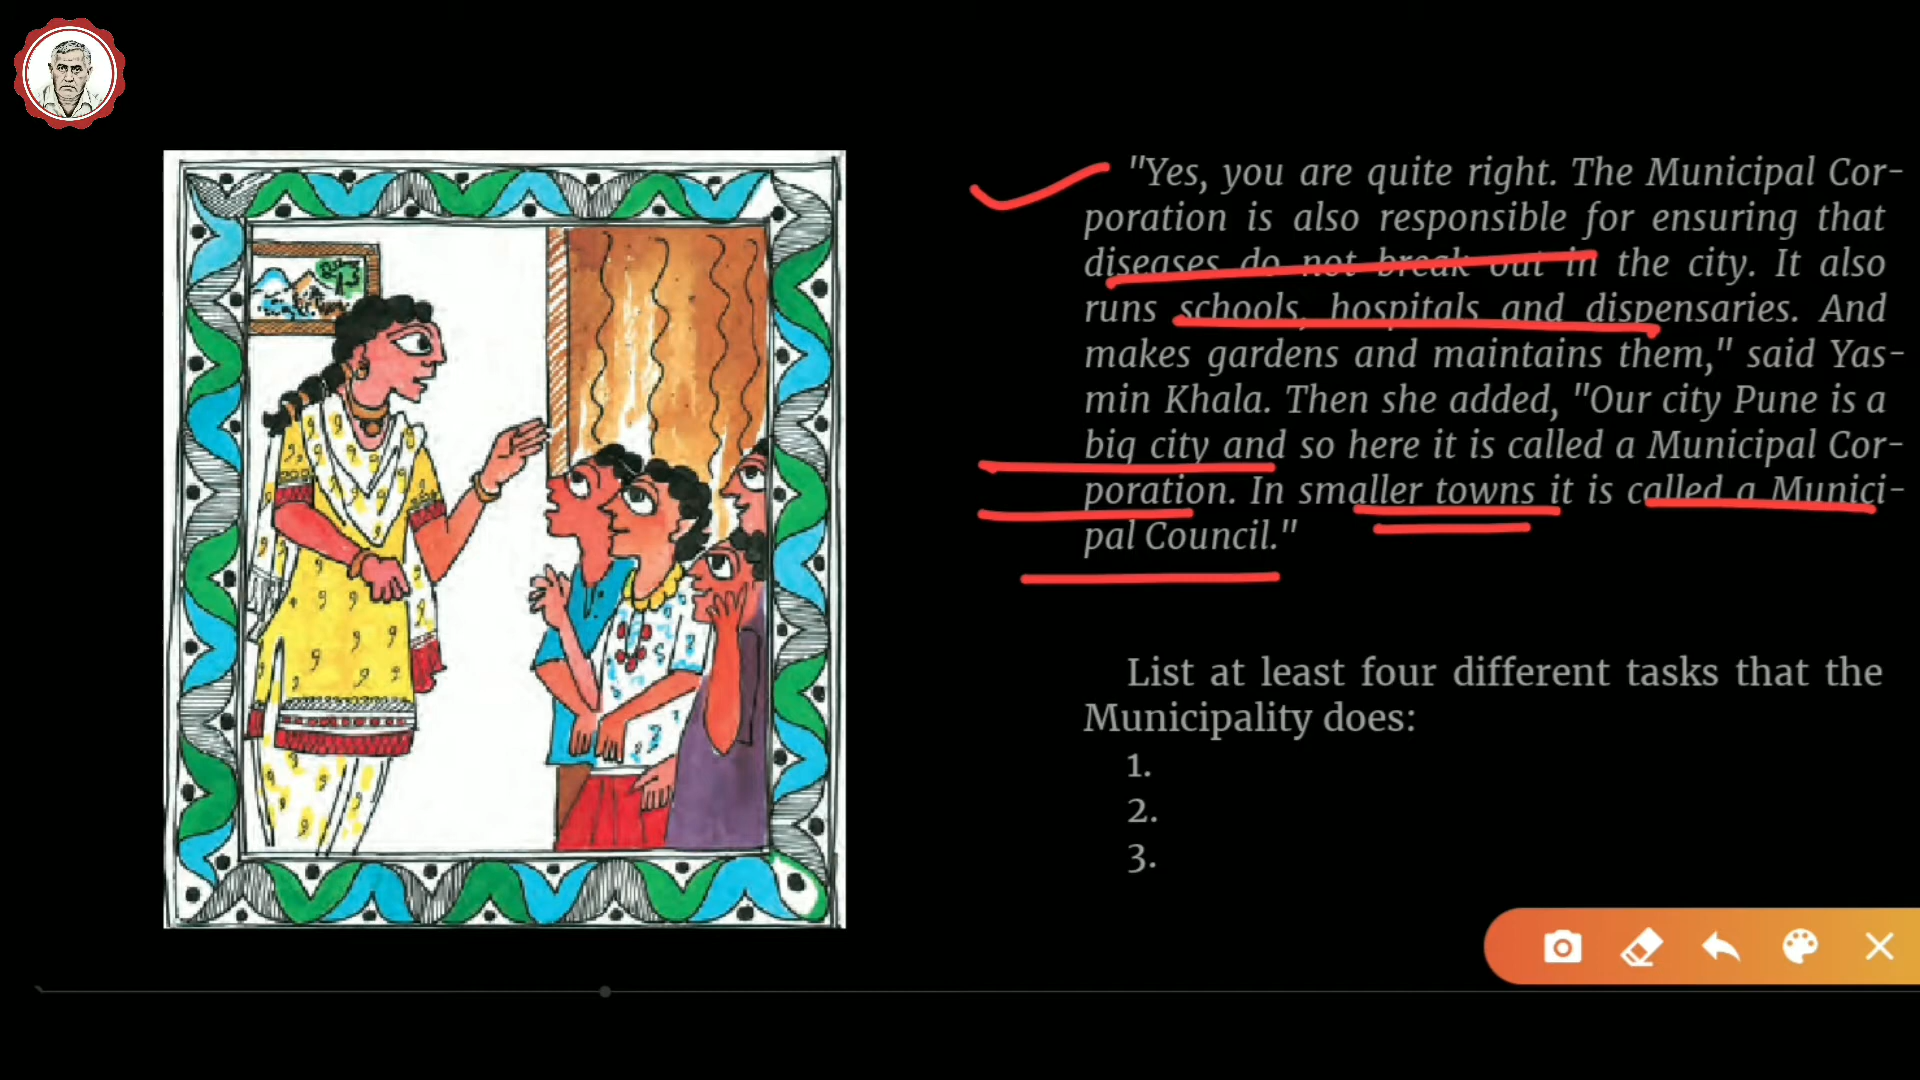 "Yes, you are quite right. The Municipal Cor-
poration is also responsible for ensuring that
diseases do not break out in the city. It also
runs schools, hospitals and dispensaries. And
makes gardens and maintains them," said Yas-
min Khala. Then she added, "Our city Pune is a
big city and so here it is called a Municipal Cor-
poration. In smaller towns it is called a Munici-
pal Council."
List at least four different tasks that the
Municipality does:
1.
2.
3.